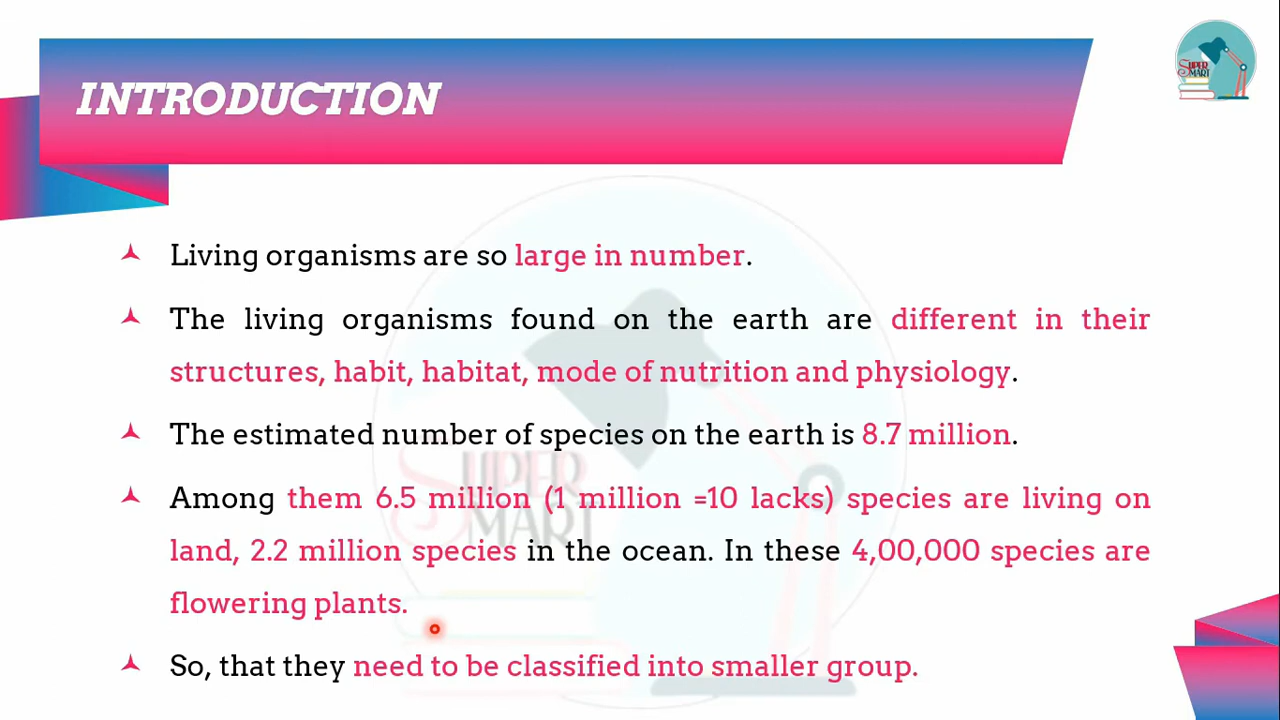 INTRODUCTION
SUPER
MART
Living organisms are so large in number.
The living organisms found on the earth are different in their
structures, habit, habitat, mode of nutrition and physiology.
The estimated number of species on the earth is 8.7 million.
Among them 6.5 million (1 million =10 lacks) species are living on
land, 2.2 million species in the ocean. In these 4,00,000 species are
flowering plants.
So, that they need to be classified into smaller group.
SUPER
MART